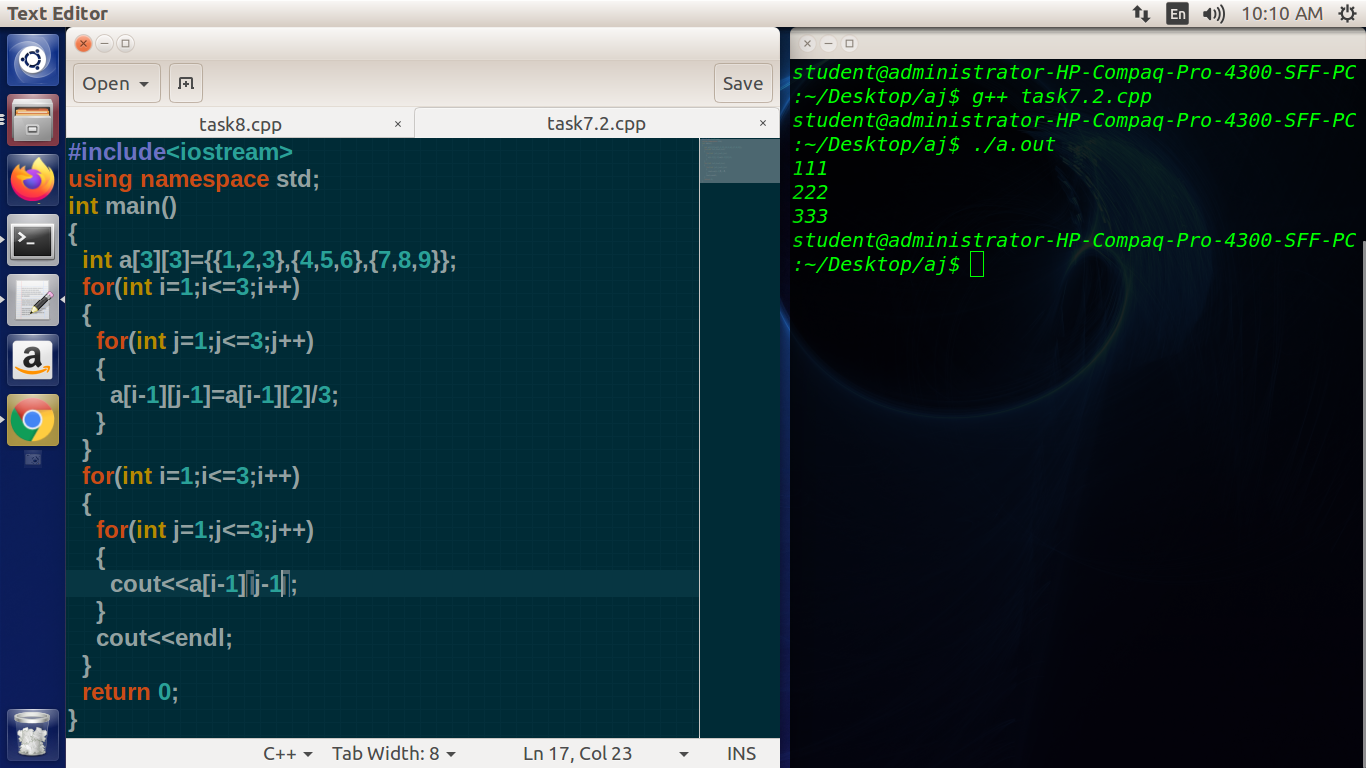 Text Editor
En
10:10 AM
Open
Save
task8.cpp ×
task7.2.cpp ×
#include<iostream>
using namespace std;
int main()
{
  int a[3][3]={{1,2,3},{4,5,6},{7,8,9}};
  for(int i=1;i<=3;i++)
  {
    for(int j=1;j<=3;j++)
    {
      a[i-1][j-1]=a[i-1][2]/3;
    }
  }
  for(int i=1;i<=3;i++)
  {
    for(int j=1;j<=3;j++)
    {
      cout<<a[i-1][j-1];
    }
    cout<<endl;
  }
  return 0;
}
C++
Tab Width: 8
Ln 17, Col 23
INS
student@administrator-HP-Compaq-Pro-4300-SFF-PC
:~/Desktop/aj$ g++ task7.2.cpp
student@administrator-HP-Compaq-Pro-4300-SFF-PC
:~/Desktop/aj$ ./a.out
111
222
333
student@administrator-HP-Compaq-Pro-4300-SFF-PC
:~/Desktop/aj$
a